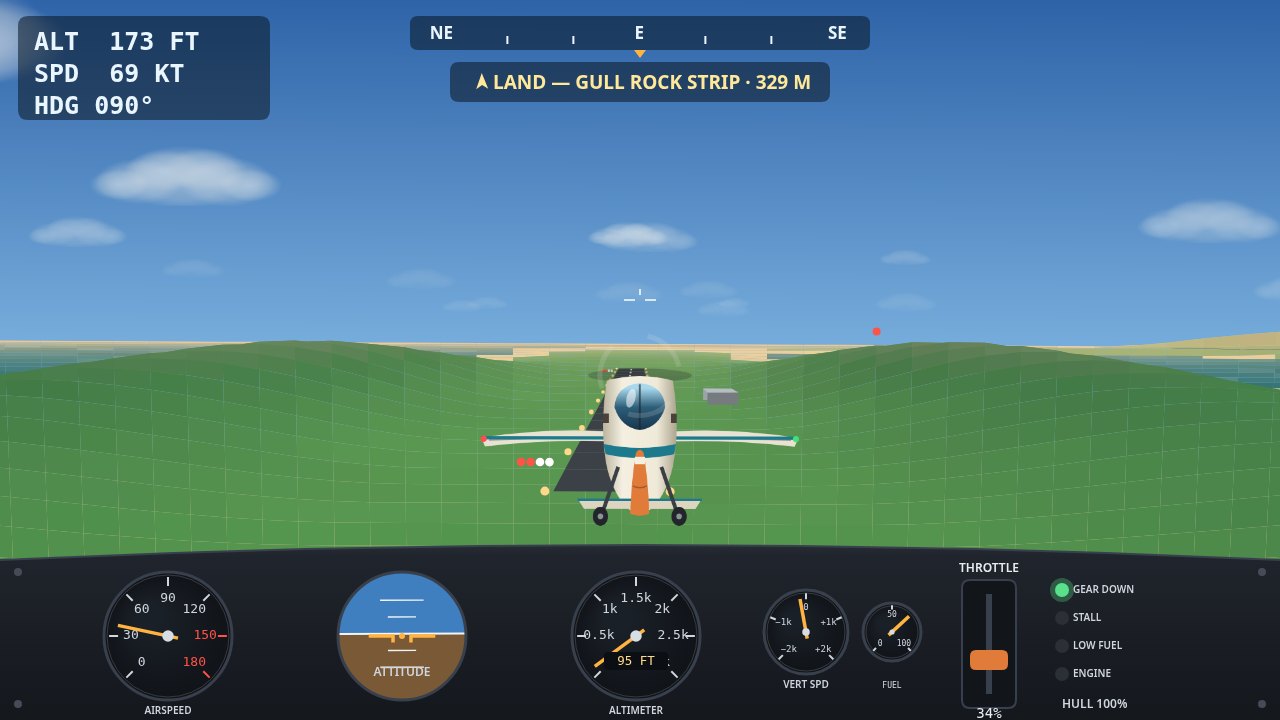 ALT 173 FT
SPD 69 KT
HDG 090°
NE E SE
LAND — GULL ROCK STRIP · 329 M
0 30 60 90 120 150 180
AIRSPEED
ATTITUDE
0.5k 1k 1.5k 2k 2.5k
95 FT
ALTIMETER
0 -1k +1k -2k +2k
VERT SPD
0 50 100
FUEL
THROTTLE
34%
GEAR DOWN
STALL
LOW FUEL
ENGINE
HULL 100%